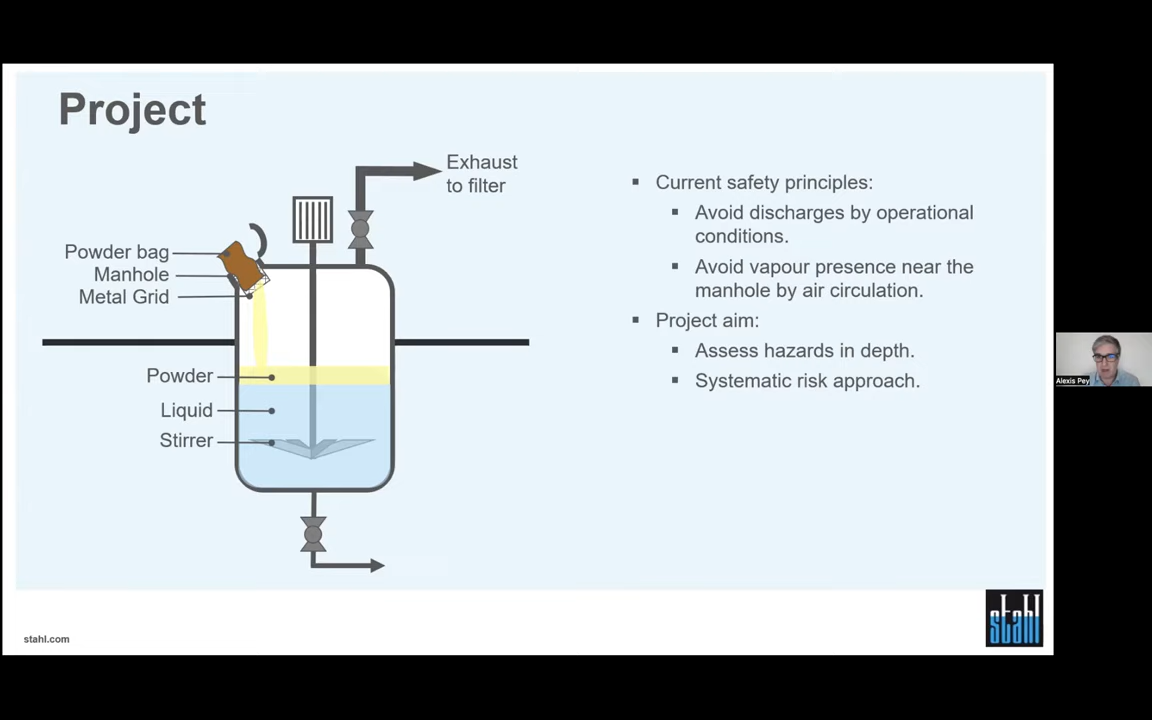 Project
Exhaust
to filter
Powder bag
Manhole
Metal Grid
Powder
Liquid
Stirrer
▪ Current safety principles:
▪ Avoid discharges by operational
conditions.
▪ Avoid vapour presence near the
manhole by air circulation.
▪ Project aim:
▪ Assess hazards in depth.
▪ Systematic risk approach.
Alexis Pey
stahl.com
stahl